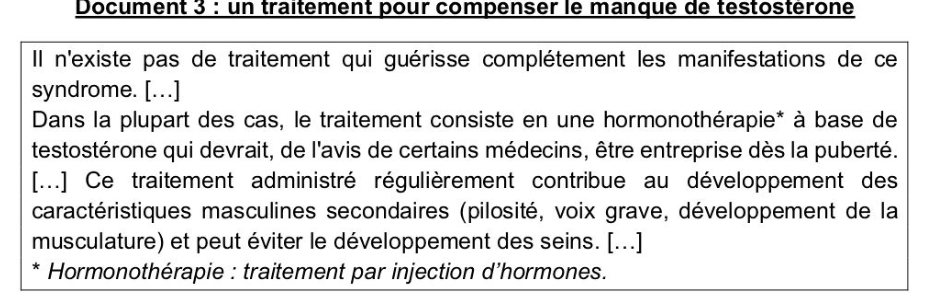 Document 3 : un traitement pour compenser le manque de testostérone
Il n'existe pas de traitement qui guérisse complétement les manifestations de ce
syndrome. […]
Dans la plupart des cas, le traitement consiste en une hormonothérapie* à base de
testostérone qui devrait, de l'avis de certains médecins, être entreprise dès la puberté.
[…] Ce traitement administré régulièrement contribue au développement des
caractéristiques masculines secondaires (pilosité, voix grave, développement de la
musculature) et peut éviter le développement des seins. […]
* Hormonothérapie : traitement par injection d’hormones.